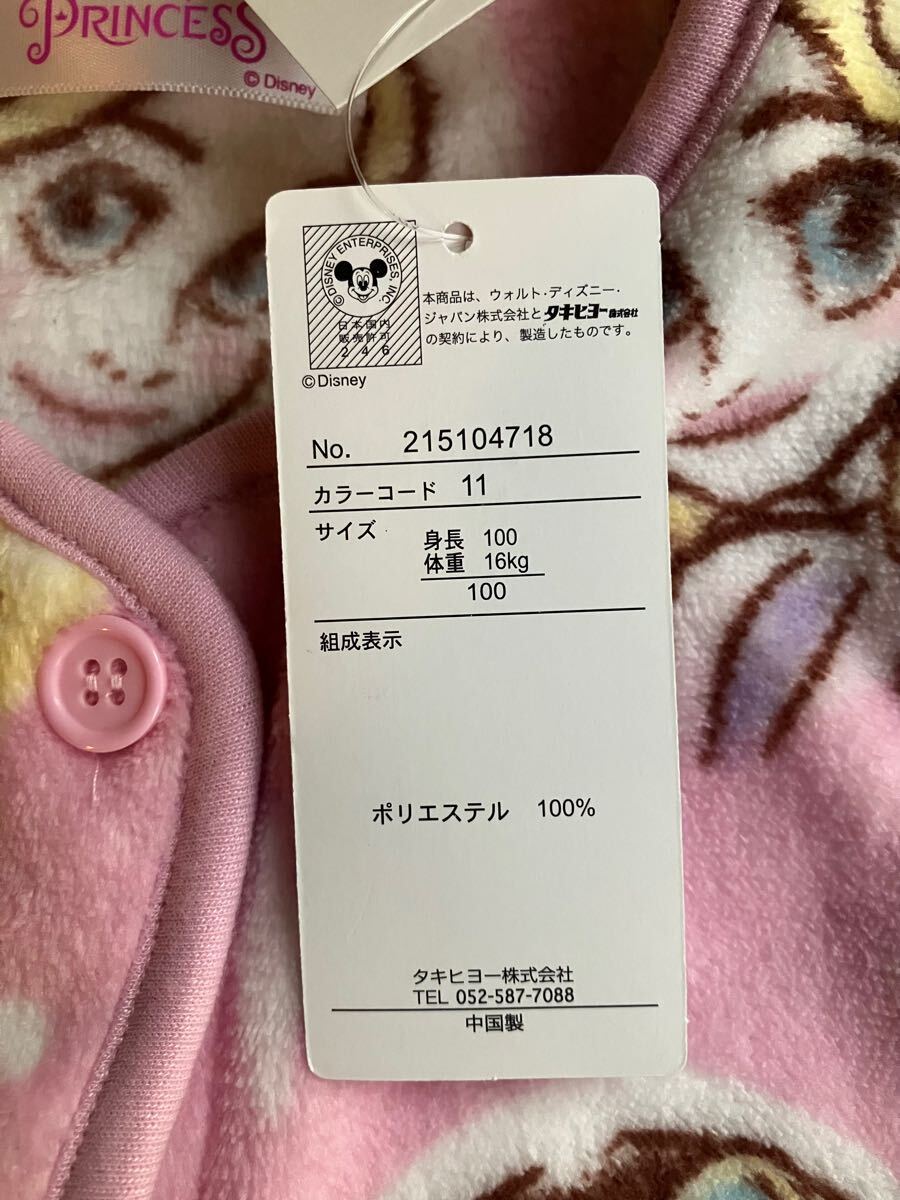 PRINCESS
© Disney
© DISNEY ENTERPRISES, INC.
日本国内
販売許可
246
©Disney
本商品は、ウォルト・ディズニー・
ジャパン株式会社とタキヒヨー株式会社
の契約により、製造したものです。
No. 215104718
カラーコード 11
サイズ
身長 100
体重 16kg
100
組成表示
ポリエステル 100%
タキヒヨー株式会社
TEL 052-587-7088
中国製